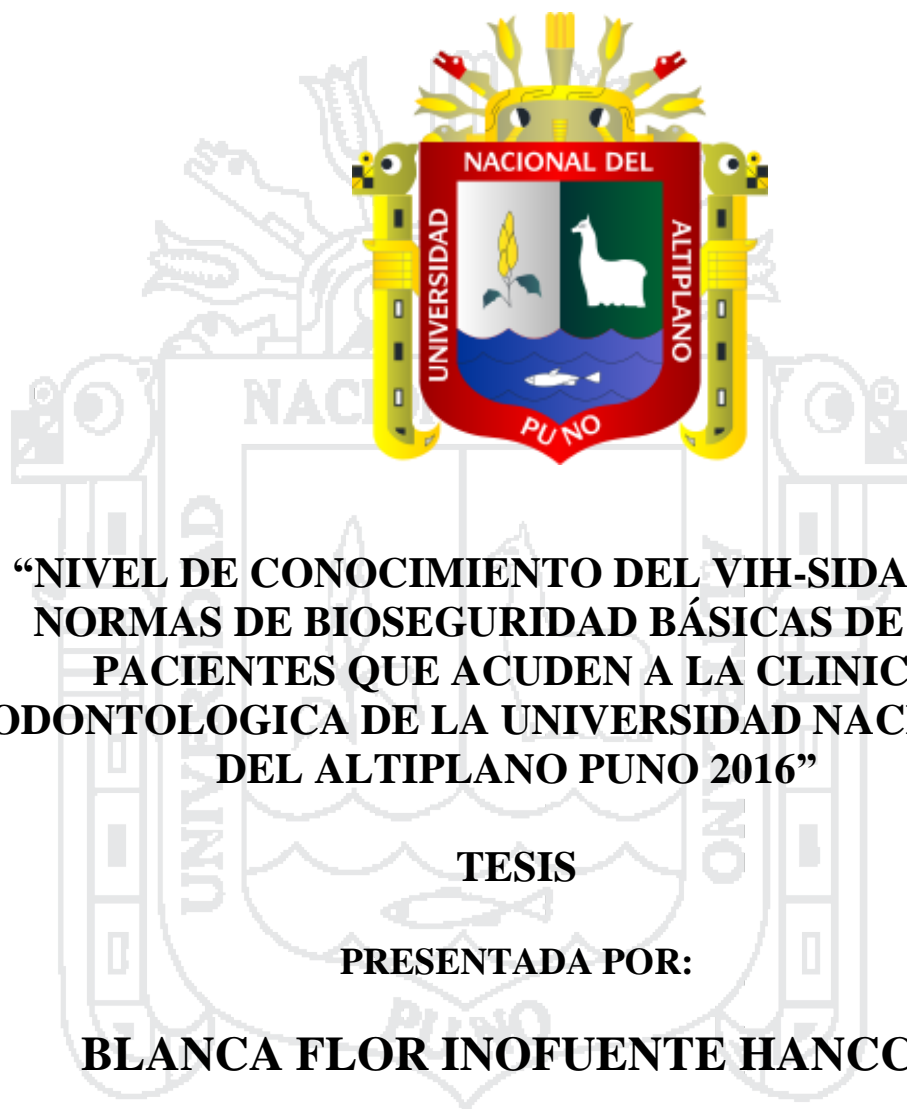 NACIONAL DEL
UNIVERSIDAD
ALTIPLANO
PUNO
“NIVEL DE CONOCIMIENTO DEL VIH-SIDA
NORMAS DE BIOSEGURIDAD BÁSICAS DE
PACIENTES QUE ACUDEN A LA CLINIC
ODONTOLOGICA DE LA UNIVERSIDAD NAC
DEL ALTIPLANO PUNO 2016”
TESIS
PRESENTADA POR:
BLANCA FLOR INOFUENTE HANCC